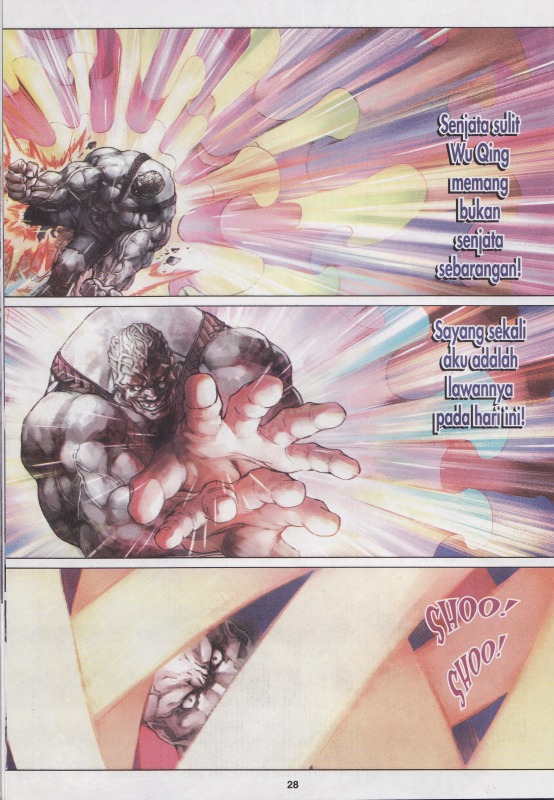 Senjata sulit
Wu Qing
memang
bukan
senjata
sebarangan!
Sayang sekali
aku adalah
lawannya
pada hari ini!
SHOO!
SHOO!
28